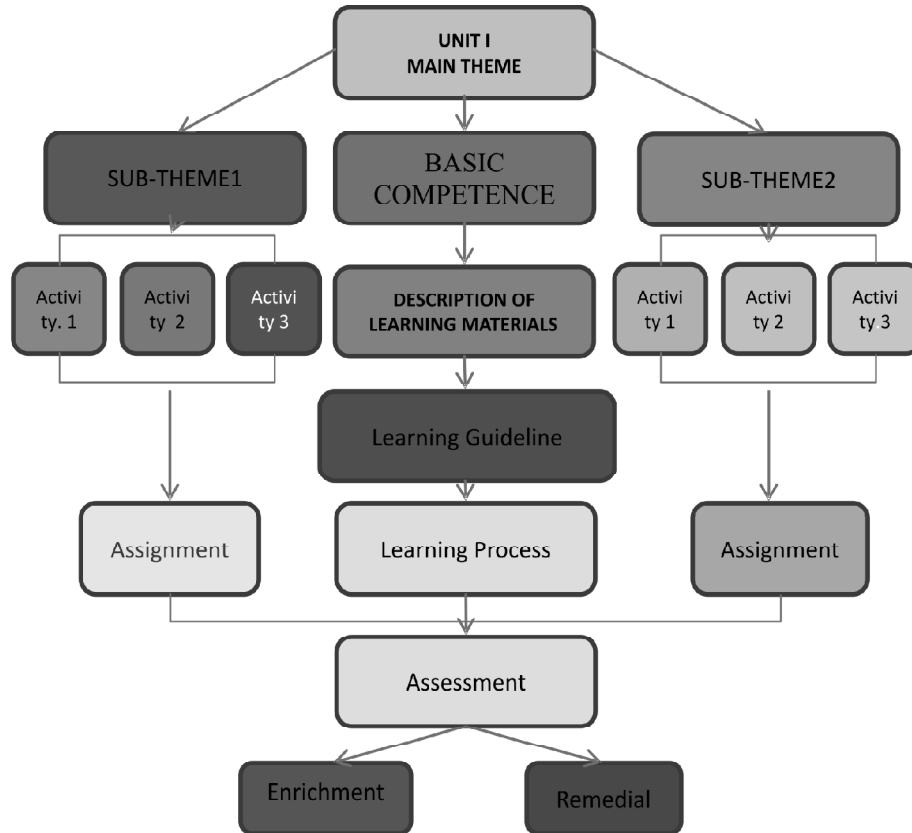 UNIT I
MAIN THEME
SUB-THEME1
BASIC
COMPETENCE
SUB-THEME2
Activi
ty. 1
Activi
ty 2
Activi
ty 3
DESCRIPTION OF
LEARNING MATERIALS
Activi
ty 1
Activi
ty 2
Activi
ty.3
Learning Guideline
Assignment
Learning Process
Assignment
Assessment
Enrichment
Remedial